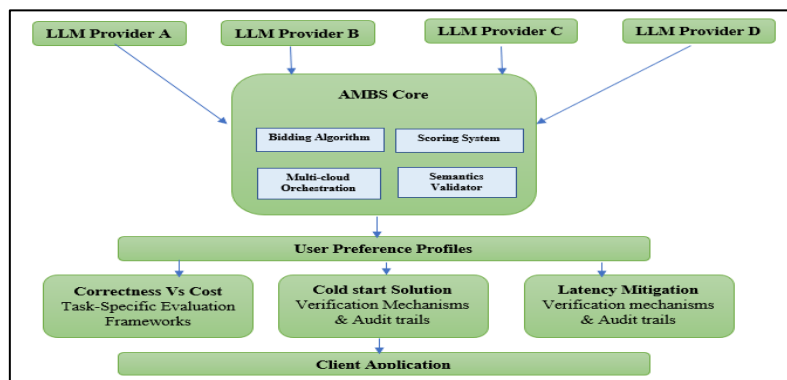 LLM Provider A
LLM Provider B
LLM Provider C
LLM Provider D
AMBS Core
Bidding Algorithm
Scoring System
Multi-cloud
Orchestration
Semantics
Validator
User Preference Profiles
Correctness Vs Cost
Task-Specific Evaluation
Frameworks
Cold start Solution
Verification Mechanisms
& Audit trails
Latency Mitigation
Verification mechanisms
& Audit trails
Client Application